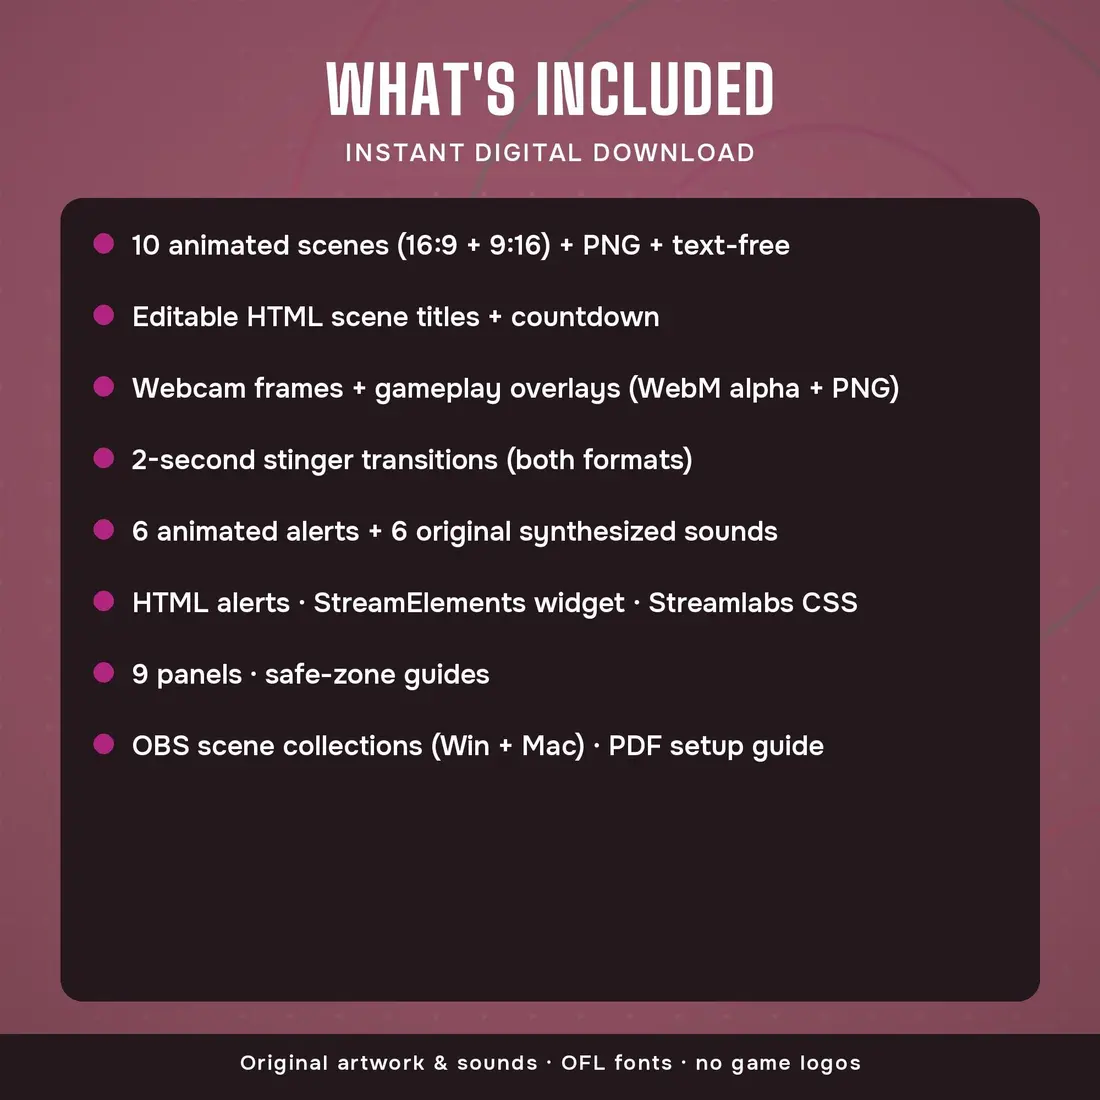 WHAT'S INCLUDED
INSTANT DIGITAL DOWNLOAD
10 animated scenes (16:9 + 9:16) + PNG + text-free
Editable HTML scene titles + countdown
Webcam frames + gameplay overlays (WebM alpha + PNG)
2-second stinger transitions (both formats)
6 animated alerts + 6 original synthesized sounds
HTML alerts · StreamElements widget · Streamlabs CSS
9 panels · safe-zone guides
OBS scene collections (Win + Mac) · PDF setup guide
Original artwork & sounds · OFL fonts · no game logos